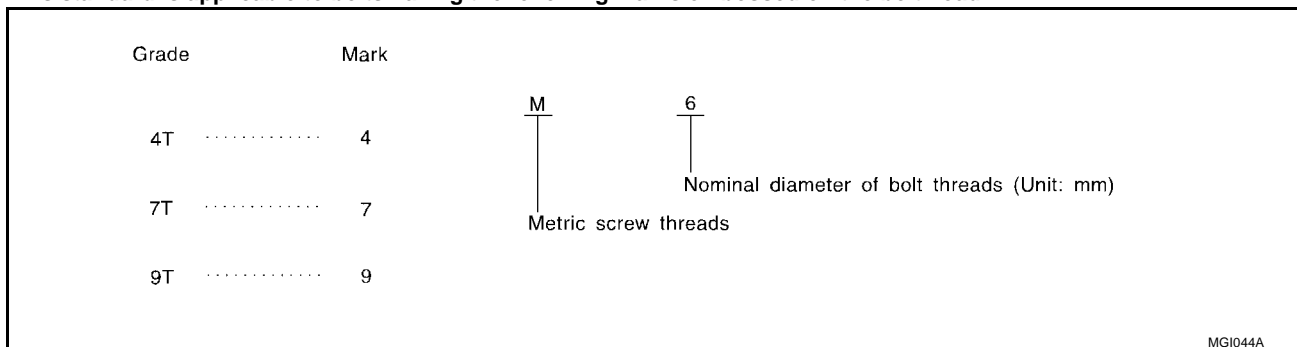 Grade Mark
M 6
4T ············· 4
Nominal diameter of bolt threads (Unit: mm)
7T ············· 7
Metric screw threads
9T ············· 9
MGI044A